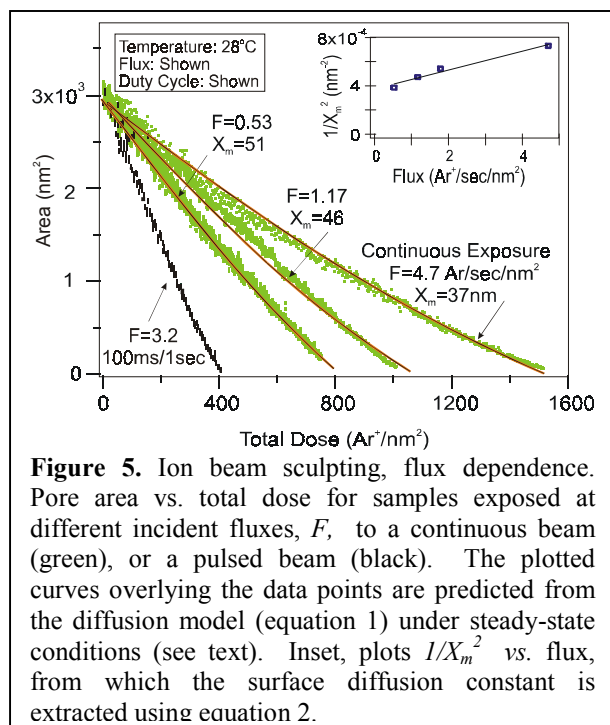 Temperature: 28°C
Flux: Shown
Duty Cycle: Shown
8x10⁻⁴
4
0
1/Xₘ² (nm⁻²)
0
2
4
Flux (Ar⁺/sec/nm²)
3x10³
2
1
0
Area (nm²)
F=0.53
Xₘ=51
F=1.17
Xₘ=46
Continuous Exposure
F=4.7 Ar/sec/nm²
Xₘ=37nm
F=3.2
100ms/1sec
0
400
800
1200
1600
Total Dose (Ar⁺/nm²)
Figure 5. Ion beam sculpting, flux dependence.
Pore area vs. total dose for samples exposed at
different incident fluxes, F, to a continuous beam
(green), or a pulsed beam (black). The plotted
curves overlying the data points are predicted from
the diffusion model (equation 1) under steady-state
conditions (see text). Inset, plots 1/Xₘ² vs. flux,
from which the surface diffusion constant is
extracted using equation 2.